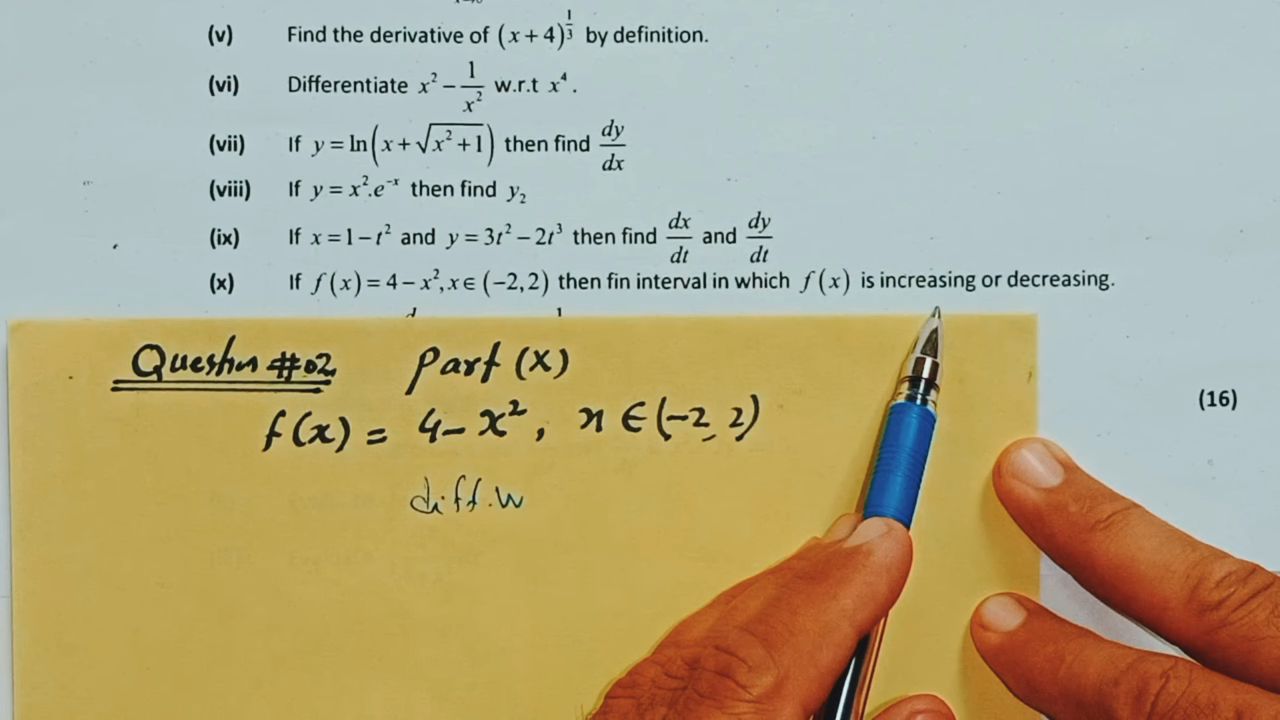 (v) Find the derivative of (x+4)^{1/3} by definition.
(vi) Differentiate x² − 1/x² w.r.t x⁴.
(vii) If y = ln(x+√(x²+1)) then find dy/dx
(viii) If y = x².e^{-x} then find y₂
(ix) If x = 1−t² and y = 3t² − 2t³ then find dx/dt and dy/dt
(x) If f(x) = 4−x², x∈(−2,2) then fin interval in which f(x) is increasing or decreasing.
Question #02 Part (X)
f(x) = 4−x², x ∈ (−2, 2)
diff. w
(16)